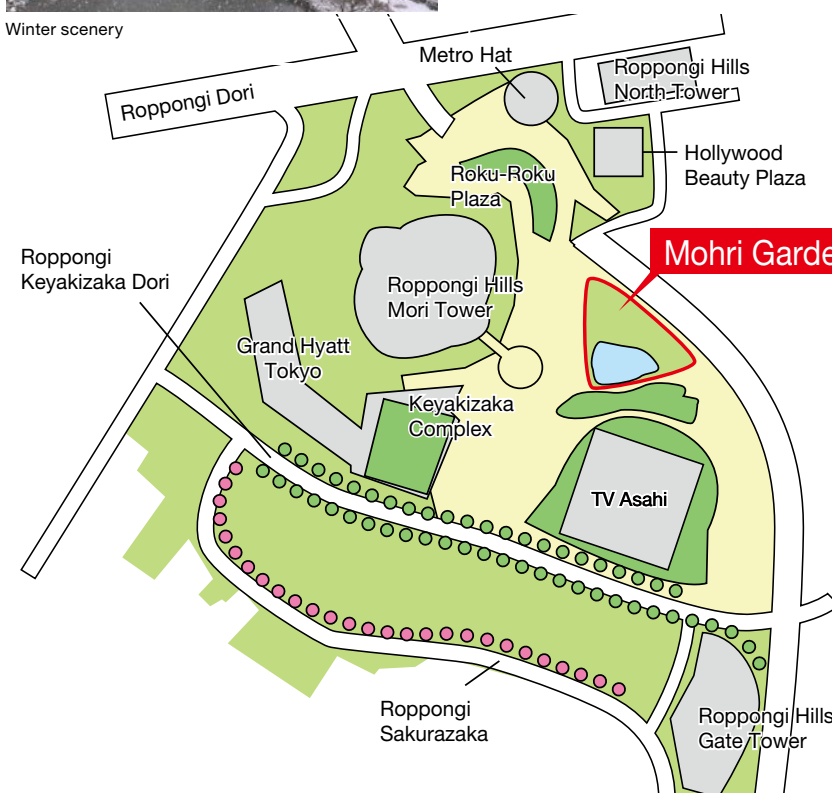 Winter scenery
Metro Hat
Roppongi Hills
North Tower
Roppongi Dori
Hollywood
Beauty Plaza
Roku-Roku
Plaza
Mohri Garde
Roppongi
Keyakizaka Dori
Roppongi Hills
Mori Tower
Grand Hyatt
Tokyo
Keyakizaka
Complex
TV Asahi
Roppongi
Sakurazaka
Roppongi Hills
Gate Tower